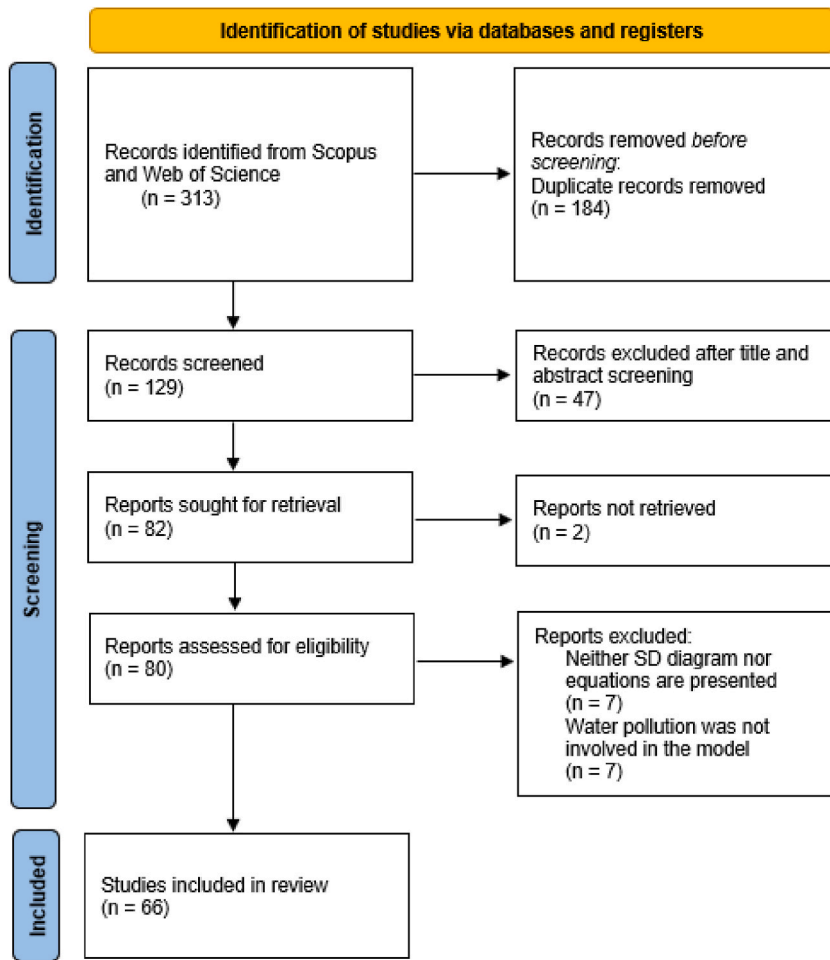 Identification of studies via databases and registers
Identification
Records identified from Scopus
and Web of Science
(n = 313)
Records removed before
screening:
Duplicate records removed
(n = 184)
Screening
Records screened
(n = 129)
Records excluded after title and
abstract screening
(n = 47)
Reports sought for retrieval
(n = 82)
Reports not retrieved
(n = 2)
Reports assessed for eligibility
(n = 80)
Reports excluded:
Neither SD diagram nor
equations are presented
(n = 7)
Water pollution was not
involved in the model
(n = 7)
Included
Studies included in review
(n = 66)